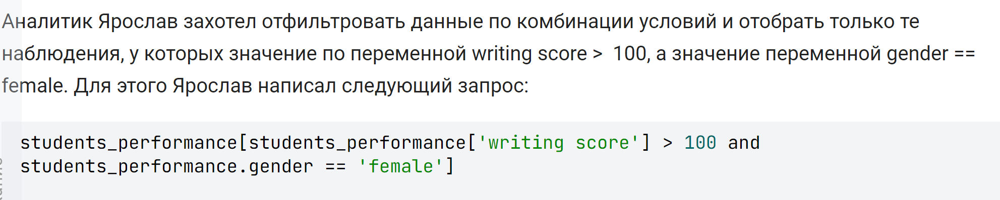 Аналитик Ярослав захотел отфильтровать данные по комбинации условий и отобрать только те
наблюдения, у которых значение по переменной writing score >  100, а значение переменной gender ==
female. Для этого Ярослав написал следующий запрос:
students_performance[students_performance['writing score'] > 100 and
students_performance.gender == 'female']